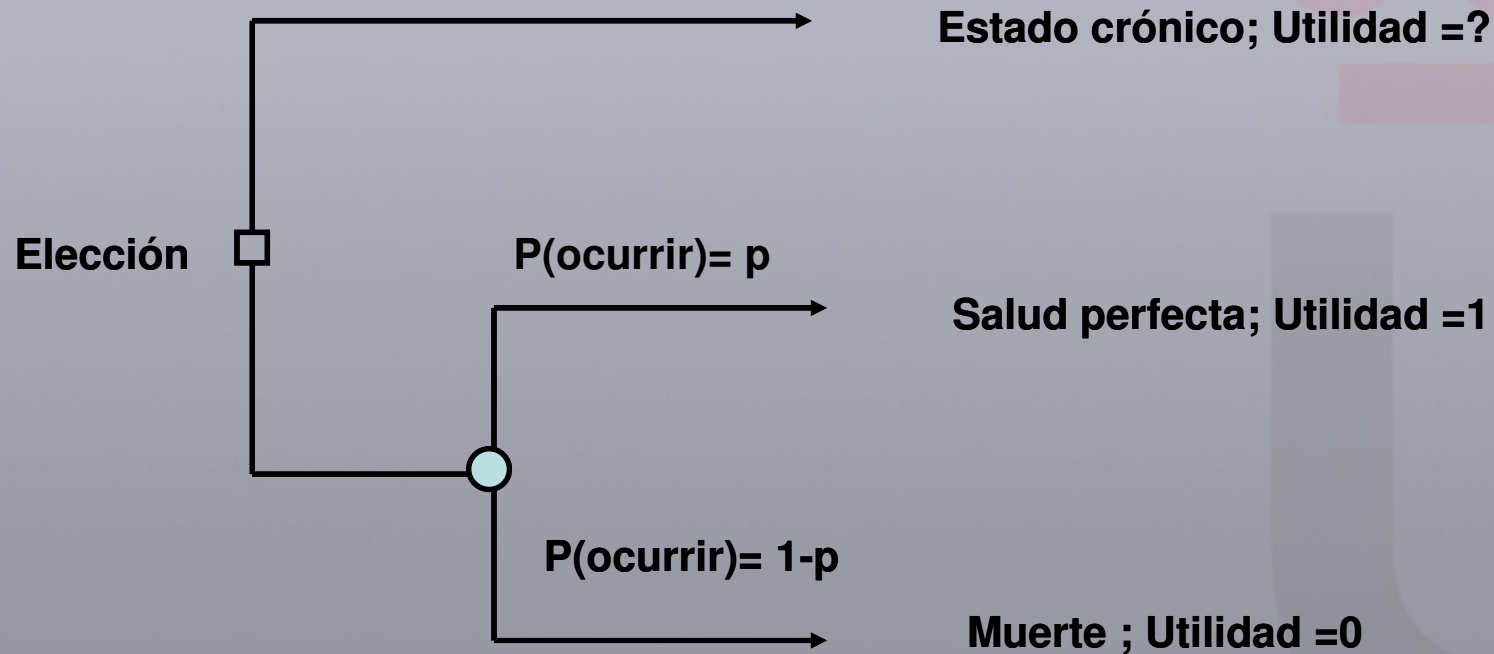 Estado crónico; Utilidad =?
Elección
P(ocurrir)= p
Salud perfecta; Utilidad =1
P(ocurrir)= 1-p
Muerte ; Utilidad =0